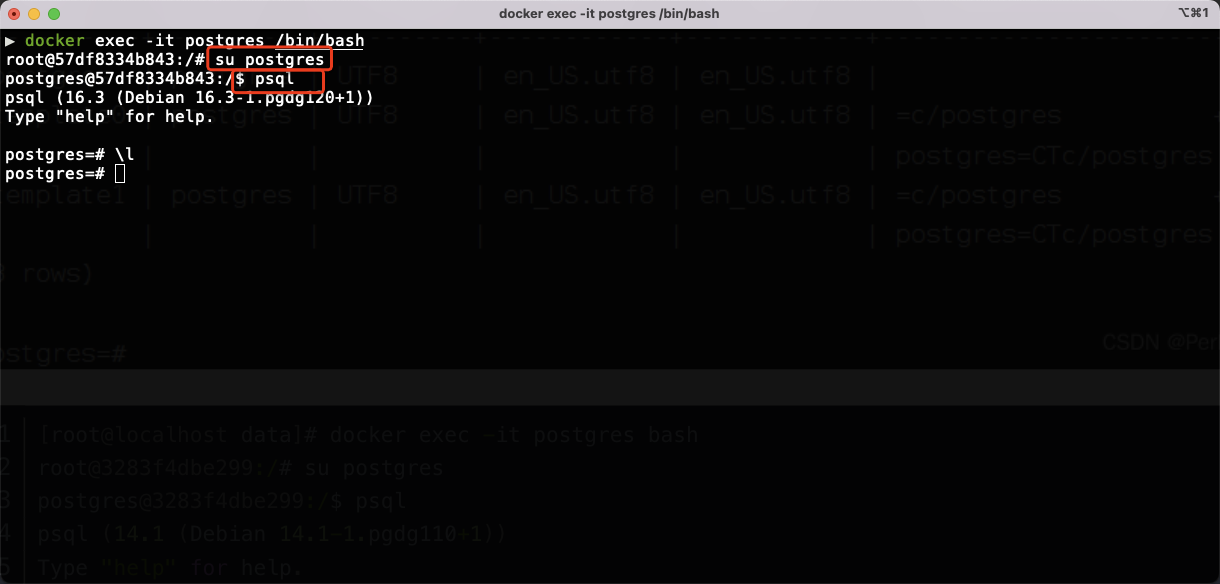 docker exec -it postgres /bin/bash
⌥⌘1
▶ docker exec -it postgres /bin/bash
root@57df8334b843:/# su postgres
postgres@57df8334b843:/$ psql
psql (16.3 (Debian 16.3-1.pgdg120+1))
Type "help" for help.
postgres=# \l
postgres=#
| UTF8 | en_US.utf8 | en_US.utf8 |
postgres | UTF8 | en_US.utf8 | en_US.utf8 | =c/postgres +
| | | | | postgres=CTc/postgres
template1 | postgres | UTF8 | en_US.utf8 | en_US.utf8 | =c/postgres +
| | | | | postgres=CTc/postgres
rows)
postgres=#
CSDN @Per
1 [root@localhost data]# docker exec -it postgres bash
2 root@3283f4dbe299:/# su postgres
3 postgres@3283f4dbe299:/$ psql
4 psql (14.1 (Debian 14.1-1.pgdg110+1))
5 Type "help" for help.